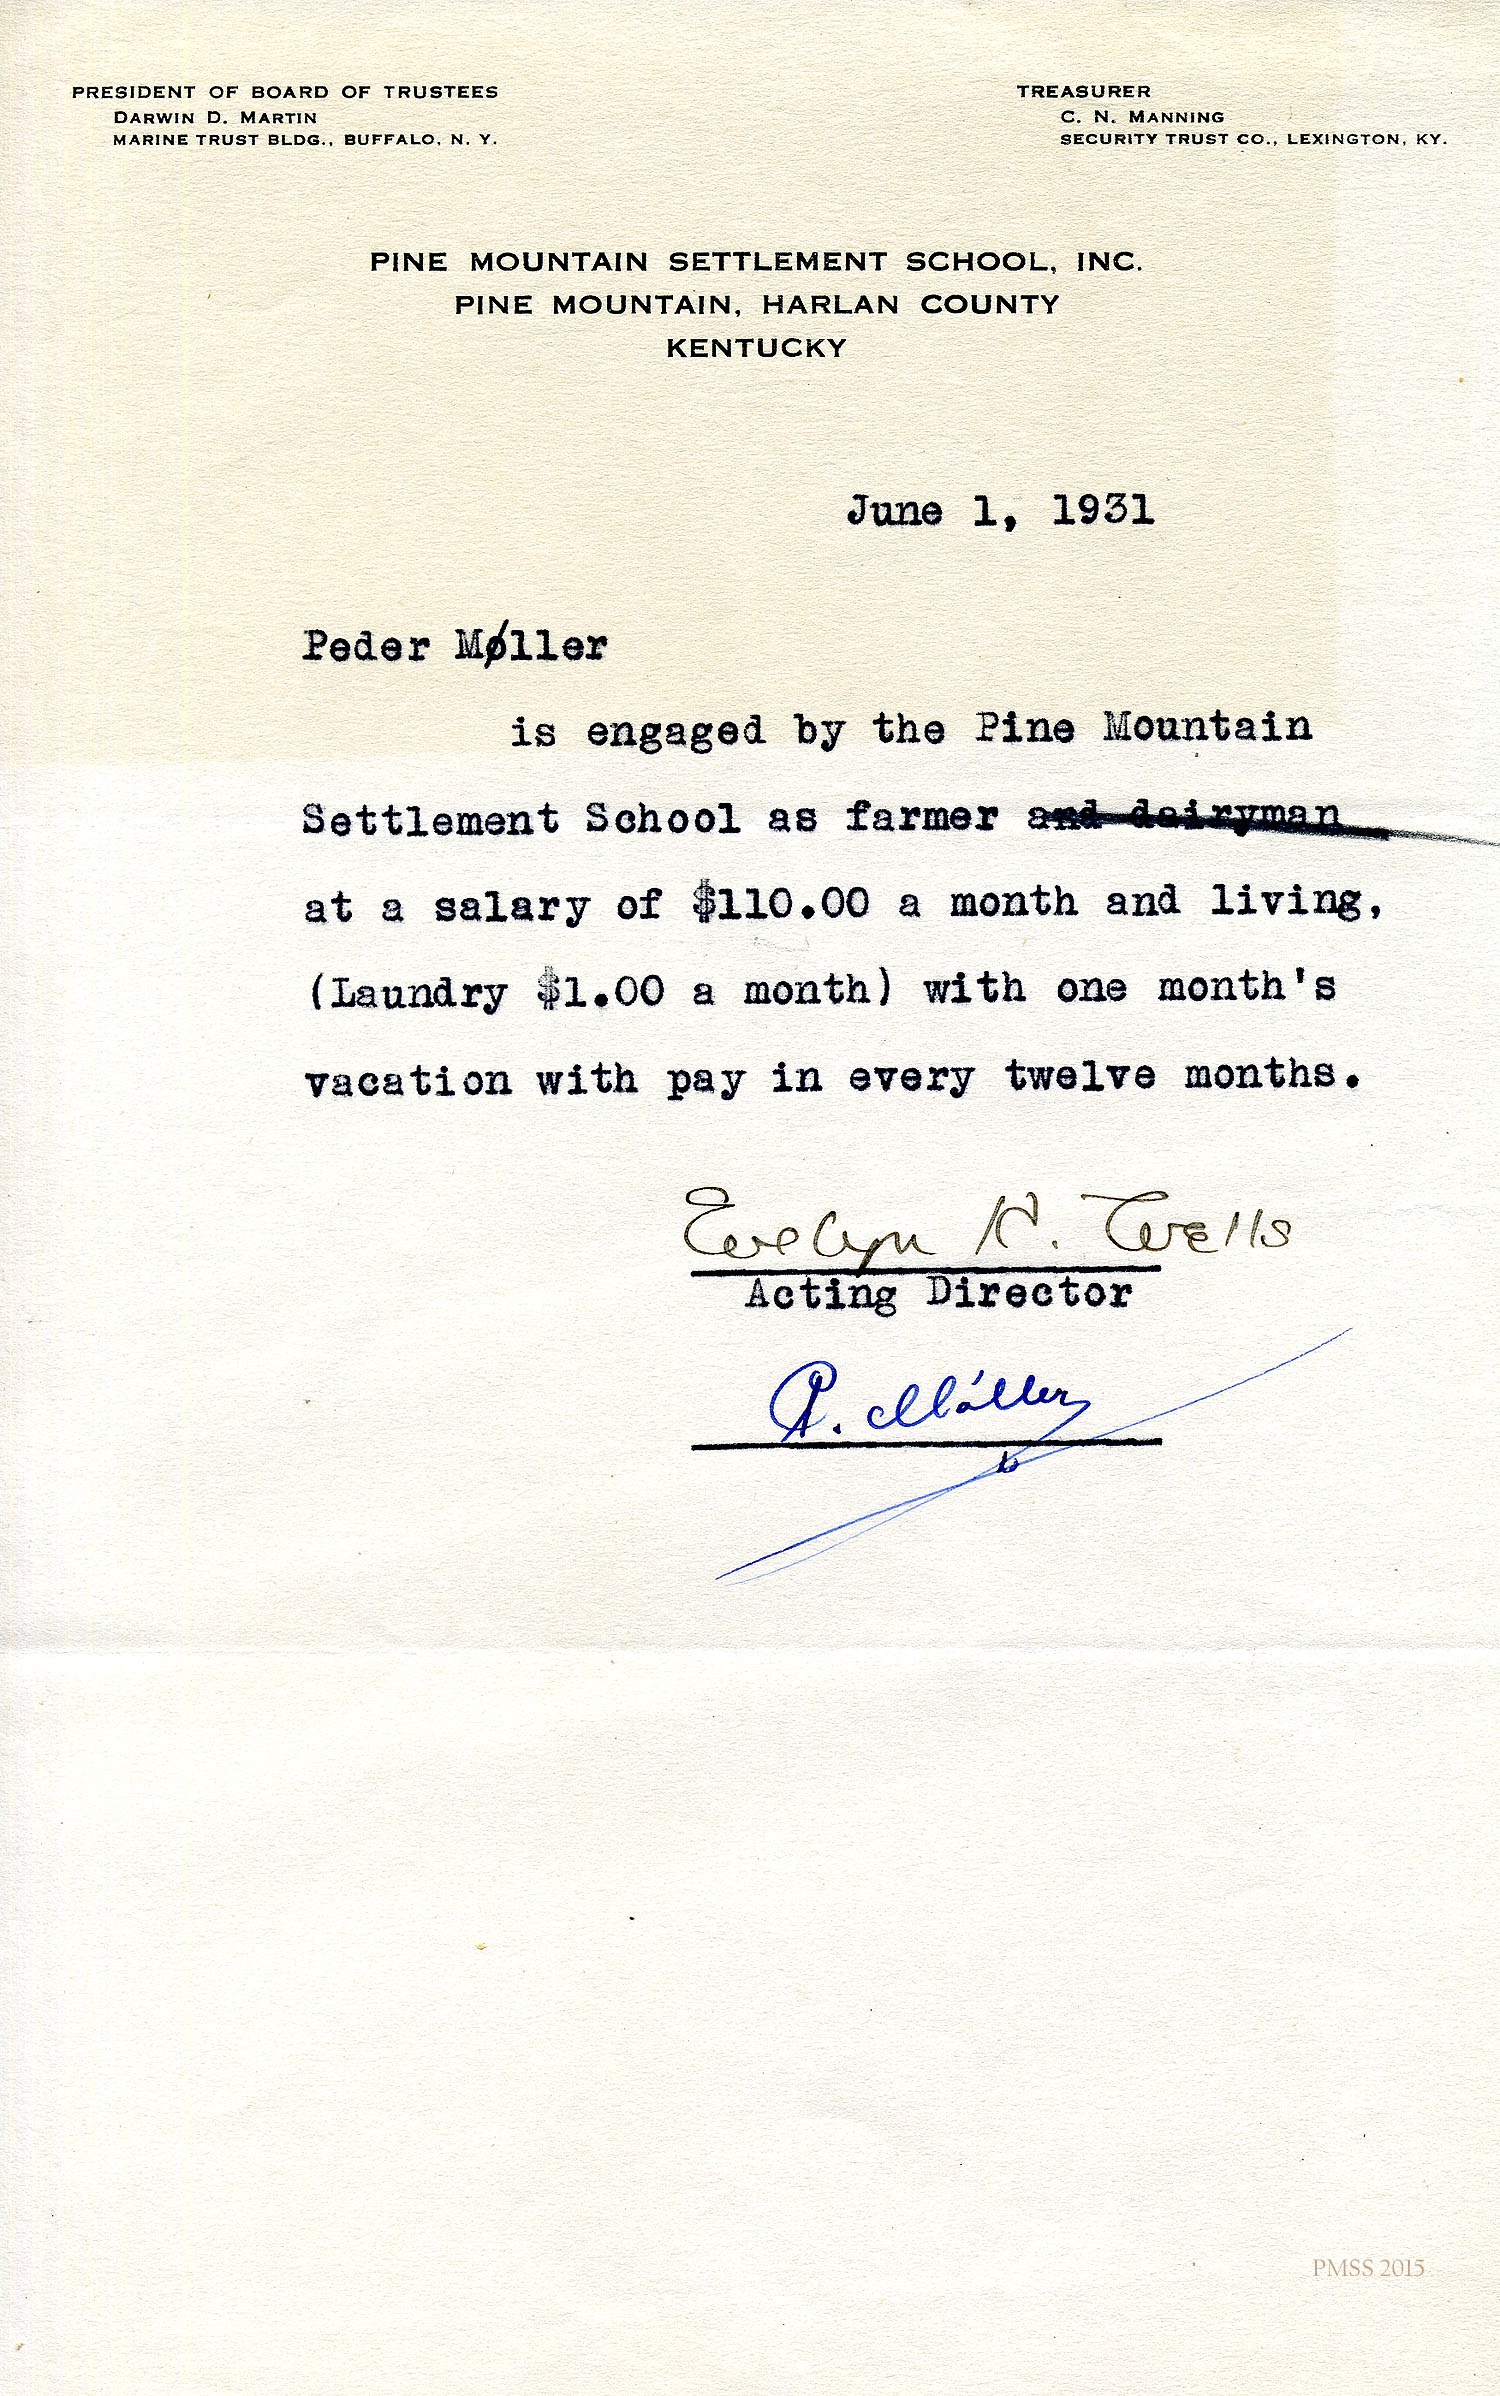 PRESIDENT OF BOARD OF TRUSTEES
DARWIN D. MARTIN
MARINE TRUST BLDG., BUFFALO, N. Y.
TREASURER
C. N. MANNING
SECURITY TRUST CO., LEXINGTON, KY.
PINE MOUNTAIN SETTLEMENT SCHOOL, INC.
PINE MOUNTAIN, HARLAN COUNTY
KENTUCKY
June 1, 1931
Peder Møller
is engaged by the Pine Mountain
Settlement School as farmer and dairyman
at a salary of $110.00 a month and living,
(Laundry $1.00 a month) with one month's
vacation with pay in every twelve months.
Evelyn K. Wells
Acting Director
P. Möller
PMSS 2015